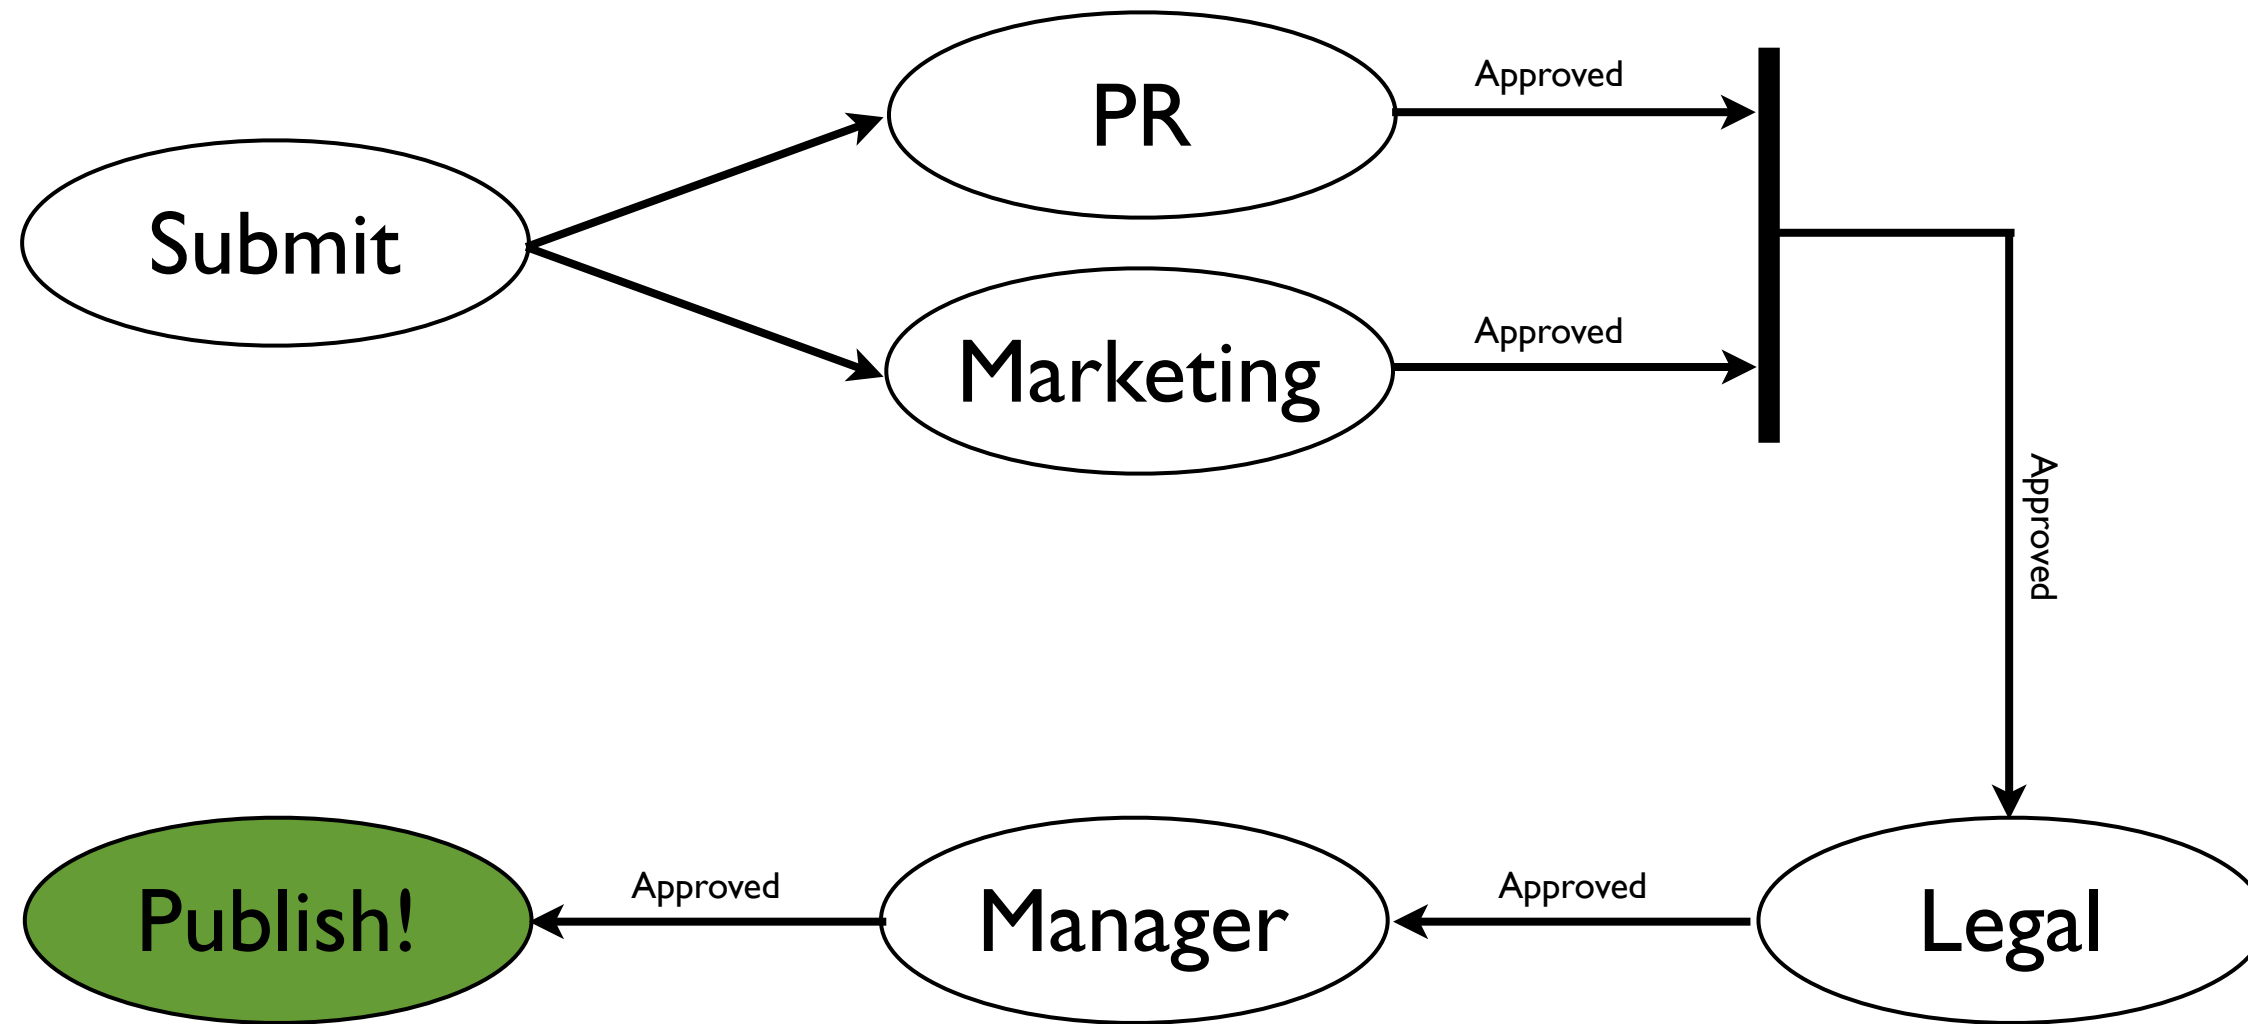 PR
Approved
Submit
Marketing
Approved
Approved
Publish!
Approved
Manager
Approved
Legal